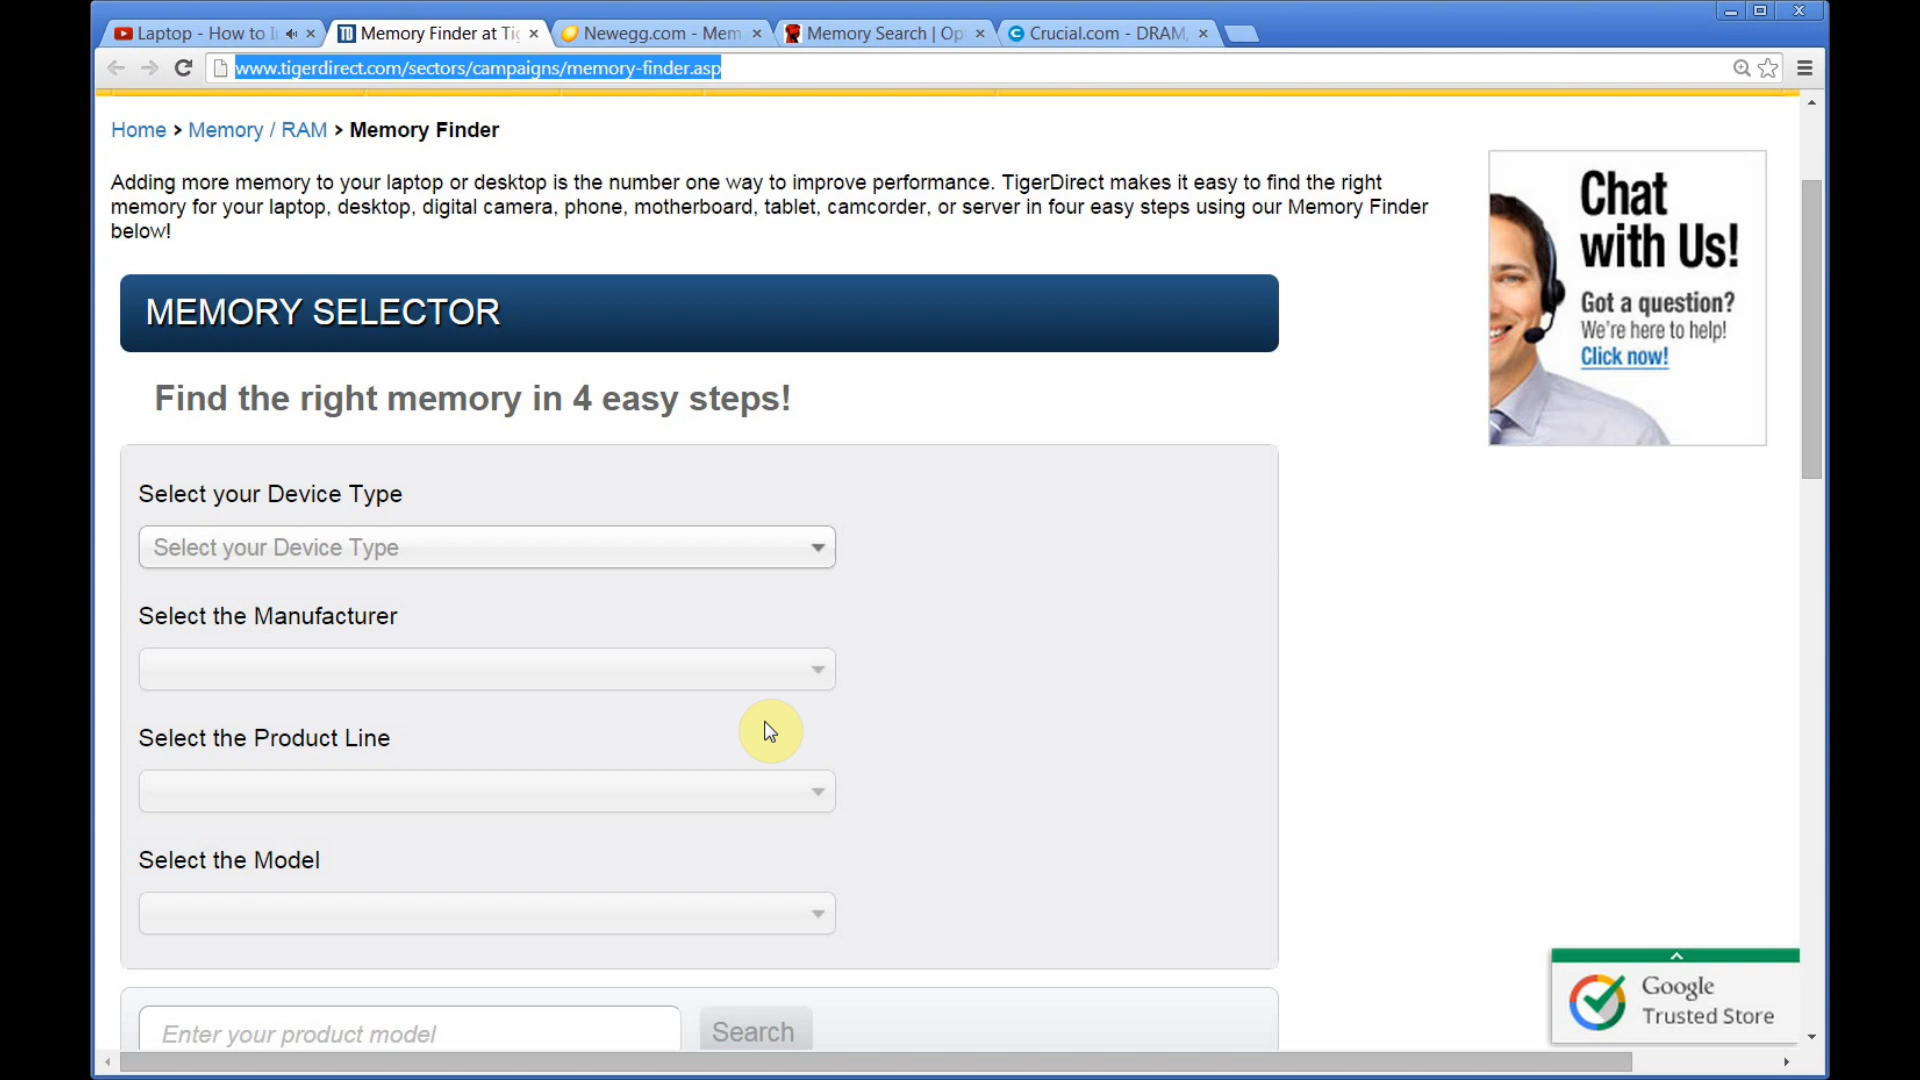 Laptop - How to I
Memory Finder at Tig
Newegg.com - Mem
Memory Search | Op
Crucial.com - DRAM,
www.tigerdirect.com/sectors/campaigns/memory-finder.asp
Home > Memory / RAM > Memory Finder
Adding more memory to your laptop or desktop is the number one way to improve performance. TigerDirect makes it easy to find the right
memory for your laptop, desktop, digital camera, phone, motherboard, tablet, camcorder, or server in four easy steps using our Memory Finder
below!
Chat
with Us!
Got a question?
We're here to help!
Click now!
MEMORY SELECTOR
Find the right memory in 4 easy steps!
Select your Device Type
Select your Device Type
Select the Manufacturer
Select the Product Line
Select the Model
Enter your product model
Search
Google
Trusted Store